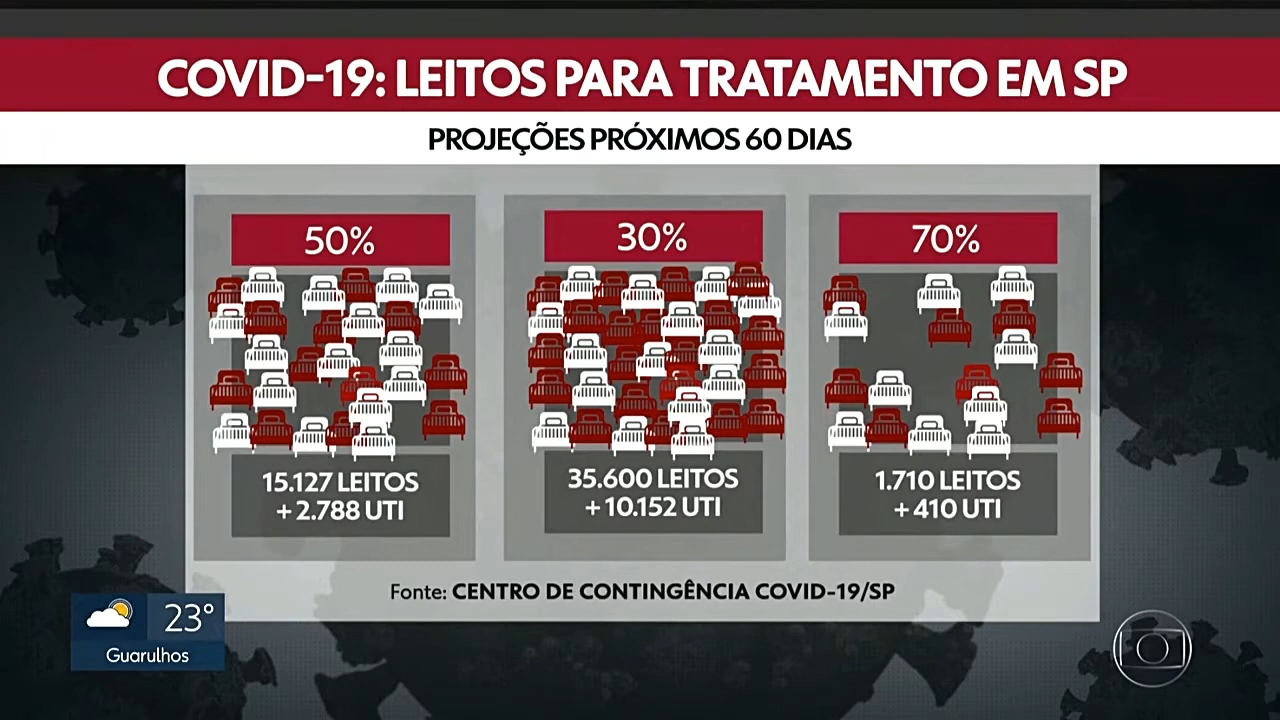 COVID-19: LEITOS PARA TRATAMENTO EM SP
PROJEÇÕES PRÓXIMOS 60 DIAS
50%
15.127 LEITOS
+ 2.788 UTI
30%
35.600 LEITOS
+ 10.152 UTI
70%
1.710 LEITOS
+ 410 UTI
Fonte: CENTRO DE CONTINGÊNCIA COVID-19/SP
23°
Guarulhos